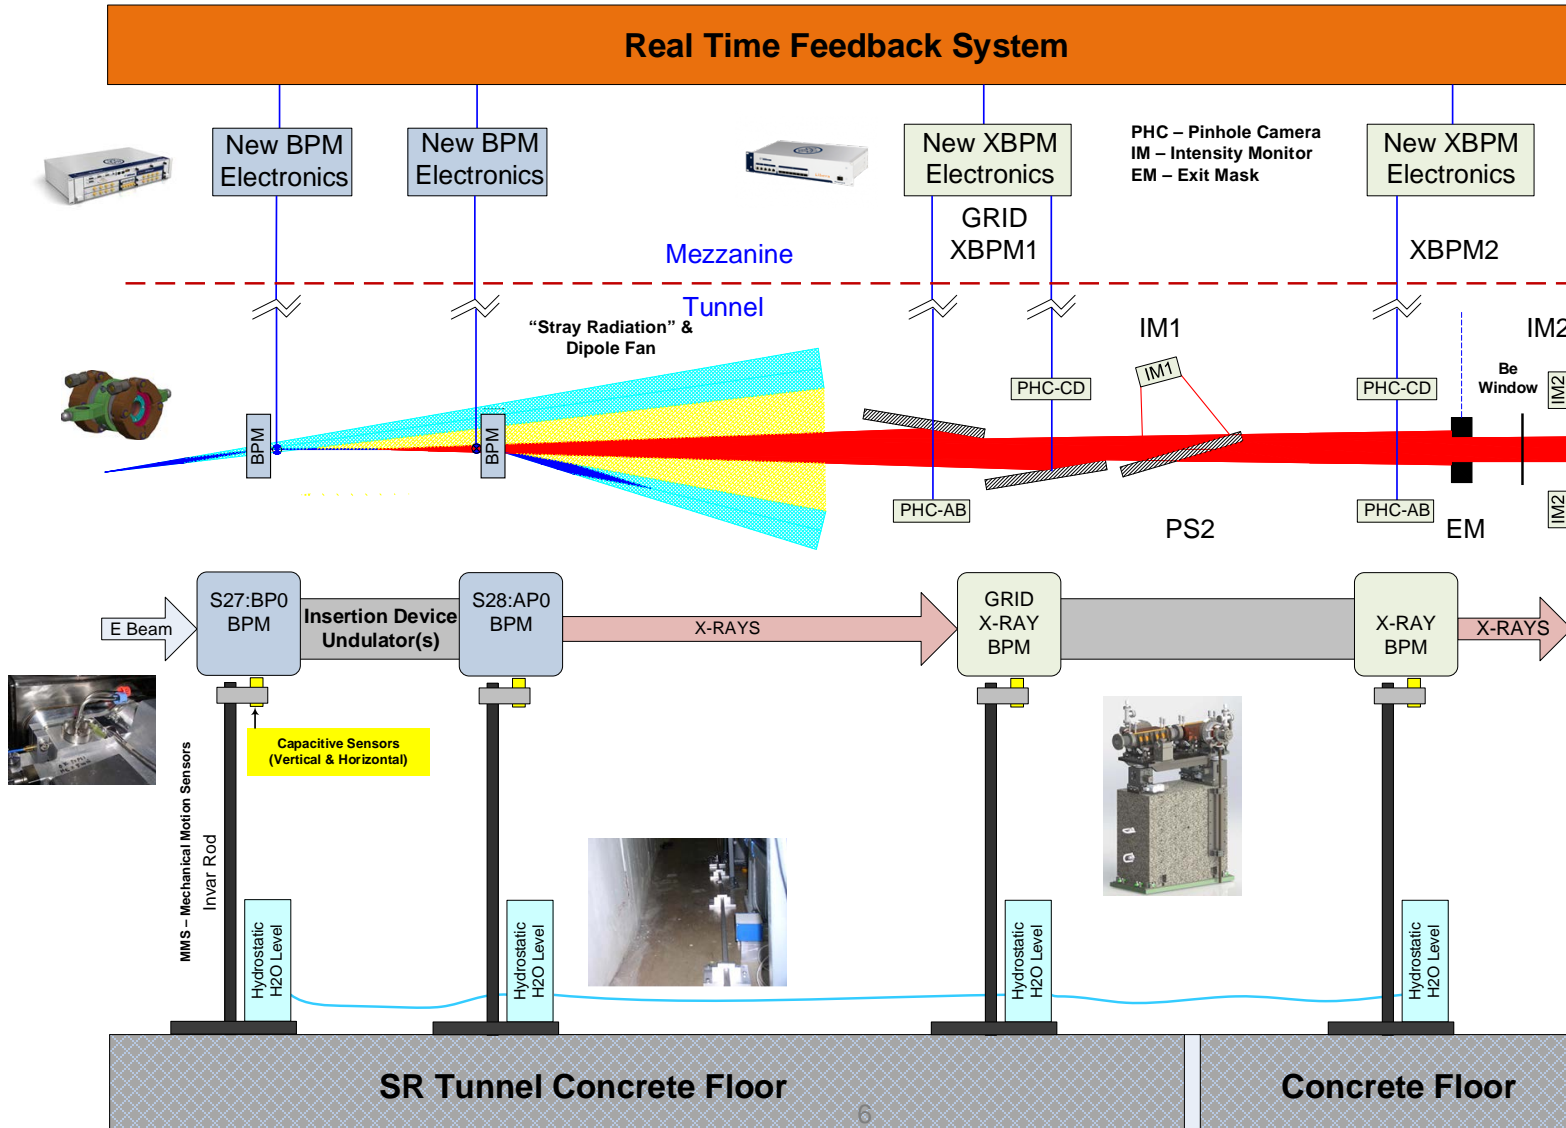 Real Time Feedback System
New BPM
Electronics
New BPM
Electronics
New XBPM
Electronics
PHC – Pinhole Camera
IM – Intensity Monitor
EM – Exit Mask
New XBPM
Electronics
GRID
XBPM1
XBPM2
Mezzanine
Tunnel
“Stray Radiation” &
Dipole Fan
IM1
IM2
IM1
PHC-CD
PHC-CD
Be
Window
IM2
BPM
BPM
PHC-AB
PHC-AB
IM2
PS2
EM
S27:BP0
BPM
Insertion Device
Undulator(s)
S28:AP0
BPM
GRID
X-RAY
BPM
X-RAY
BPM
E Beam
X-RAYS
X-RAYS
Capacitive Sensors
(Vertical & Horizontal)
MMS – Mechanical Motion Sensors
Invar Rod
Hydrostatic
H2O Level
Hydrostatic
H2O Level
Hydrostatic
H2O Level
Hydrostatic
H2O Level
SR Tunnel Concrete Floor
Concrete Floor
6